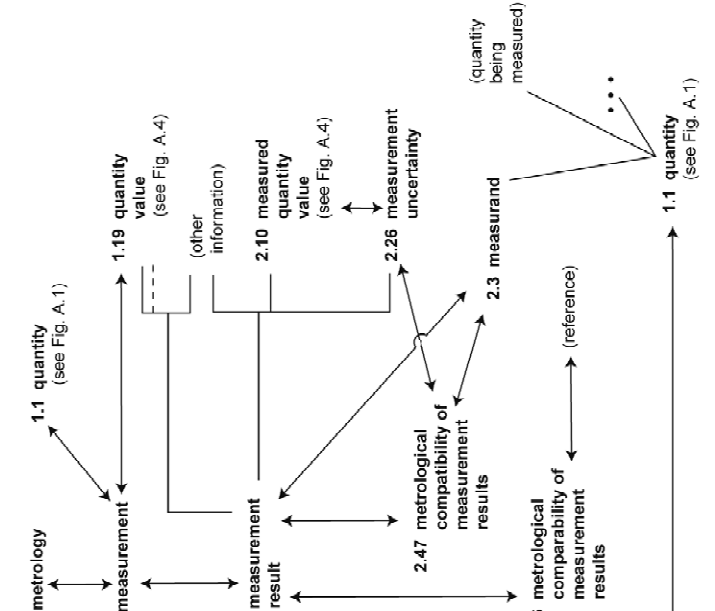 (quantity
being
measured)
1.19 quantity
value
(see Fig. A.4)
(other
information)
2.10 measured
quantity
value
(see Fig. A.4)
2.26 measurement
uncertainty
1.1 quantity
(see Fig. A.1)
2.3 measurand
1.1 quantity
(see Fig. A.1)
(reference)
metrology
measurement
measurement
result
2.47 metrological
compatibility of
measurement
results
metrological
comparability of
measurement
results